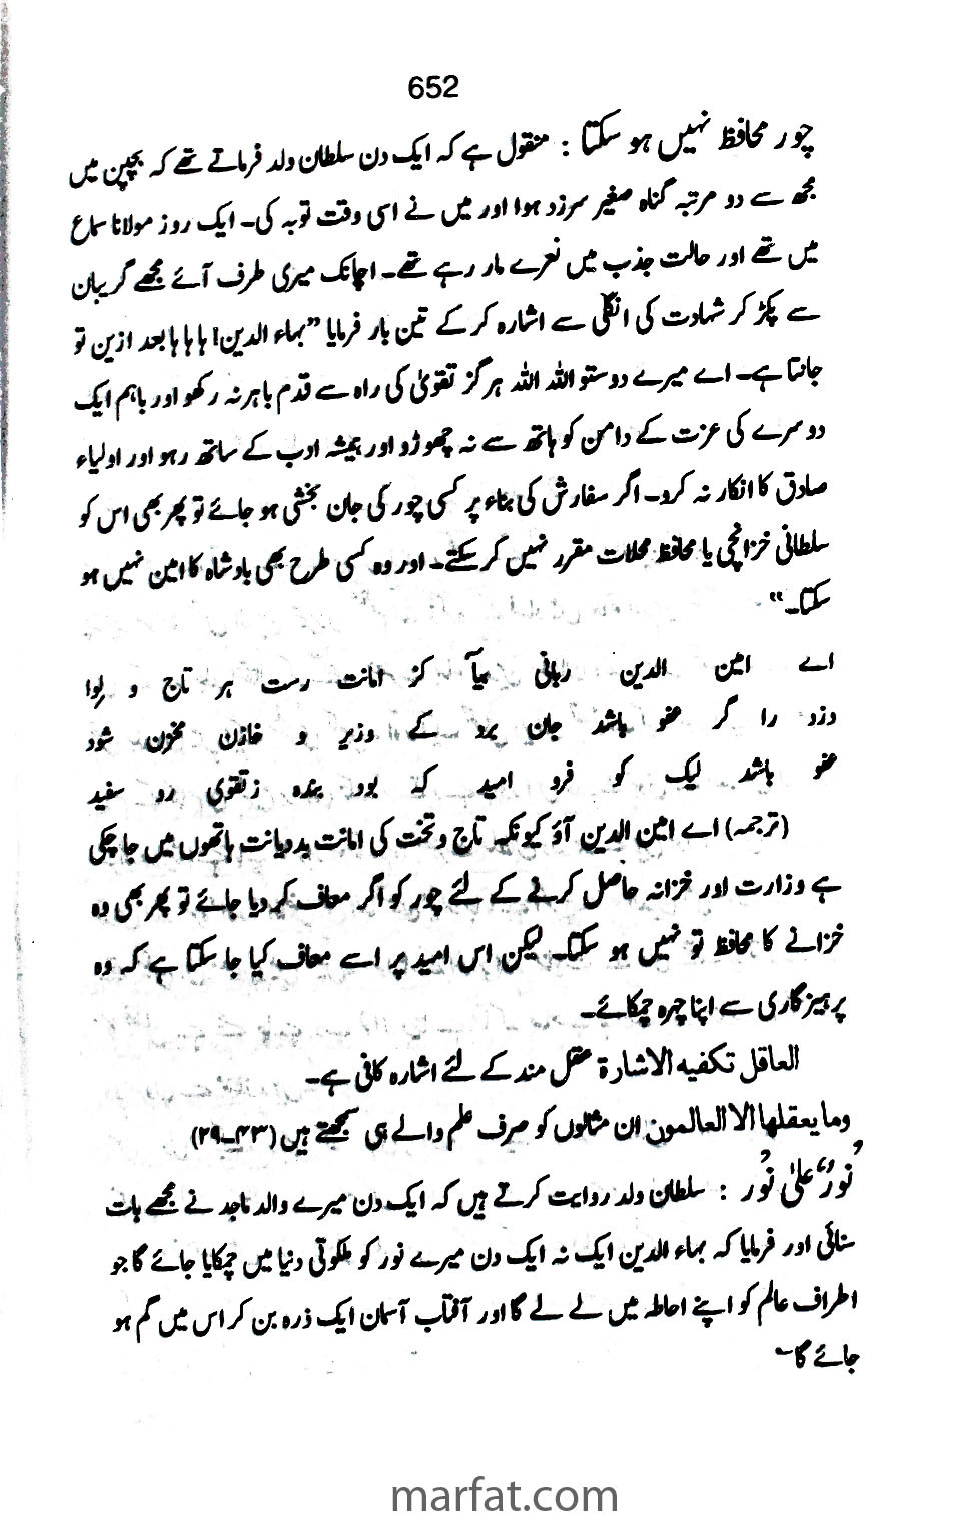 652
چور محافظ نہیں ہو سکتا : منقول ہے کہ ایک دن سلطان ولد فرماتے تھے کہ بچپن میں
مجھ سے دو مرتبہ گناہ صغیر سرزد ہوا اور میں نے اسی وقت توبہ کی۔ ایک روز مولانا سماع
میں تھے اور حالت جذب میں نعرے مار رہے تھے۔ اچانک میری طرف آئے مجھے گریبان
سے پکڑ کر شہادت کی انگلی سے اشارہ کر کے تین بار فرمایا ”بہاء الدین! ہا ہا ہا بعد ازین تو
جانتا ہے۔ اے میرے دوستو اللہ اللہ ہرگز تقویٰ کی راہ سے قدم باہر نہ رکھو اور باہم ایک
دوسرے کی عزت کے دامن کو ہاتھ سے نہ چھوڑو اور ہمیشہ ادب کے ساتھ رہو اور اولیاء
صادق کا انکار نہ کرو۔ اگر سفارش کی بناء پر کسی چور کی جان بخشی ہو جائے تو پھر بھی اس کو
سلطانی خزانچی یا محافظ محلات مقرر نہیں کر سکتے۔ اور وہ کسی طرح بھی بادشاہ کا امین نہیں ہو
سکتا۔“
اے امین الدین ربانی بیآ کز امانت رست ہر تاج و لِوا
دزد را گر عفو باشد جان برد کے وزیر و خازن مخزن شود
عفو باشد لیک کو فرو امید کہ بود بندہ ز تقوی رو سفید
(ترجمہ) اے امین الدین آؤ کیونکہ تاج و تخت کی امانت بددیانت ہاتھوں میں جا چکی
ہے وزارت اور خزانہ حاصل کرنے کے لئے چور کو اگر معاف کر دیا جائے تو پھر بھی وہ
خزانے کا محافظ تو نہیں ہو سکتا۔ لیکن اس امید پر اسے معاف کیا جا سکتا ہے کہ وہ
پرہیزگاری سے اپنا چہرہ چمکائے۔
العاقل تکفیہ الاشارۃ عقل مند کے لئے اشارہ کافی ہے۔
وما یعقلھا الا العالمون ان مثالوں کو صرف علم والے ہی سمجھتے ہیں (۴۳۔۲۹)
نُورٌ علیٰ نُور : سلطان ولد روایت کرتے ہیں کہ ایک دن میرے والد ماجد نے مجھے بات
سنائی اور فرمایا کہ بہاء الدین ایک نہ ایک دن میرے نور کو ملکوتی دنیا میں چمکایا جائے گا جو
اطراف عالم کو اپنے احاطہ میں لے لے گا اور آفتاب آسمان ایک ذرہ بن کر اس میں گم ہو
جائے گا۔
marfat.com